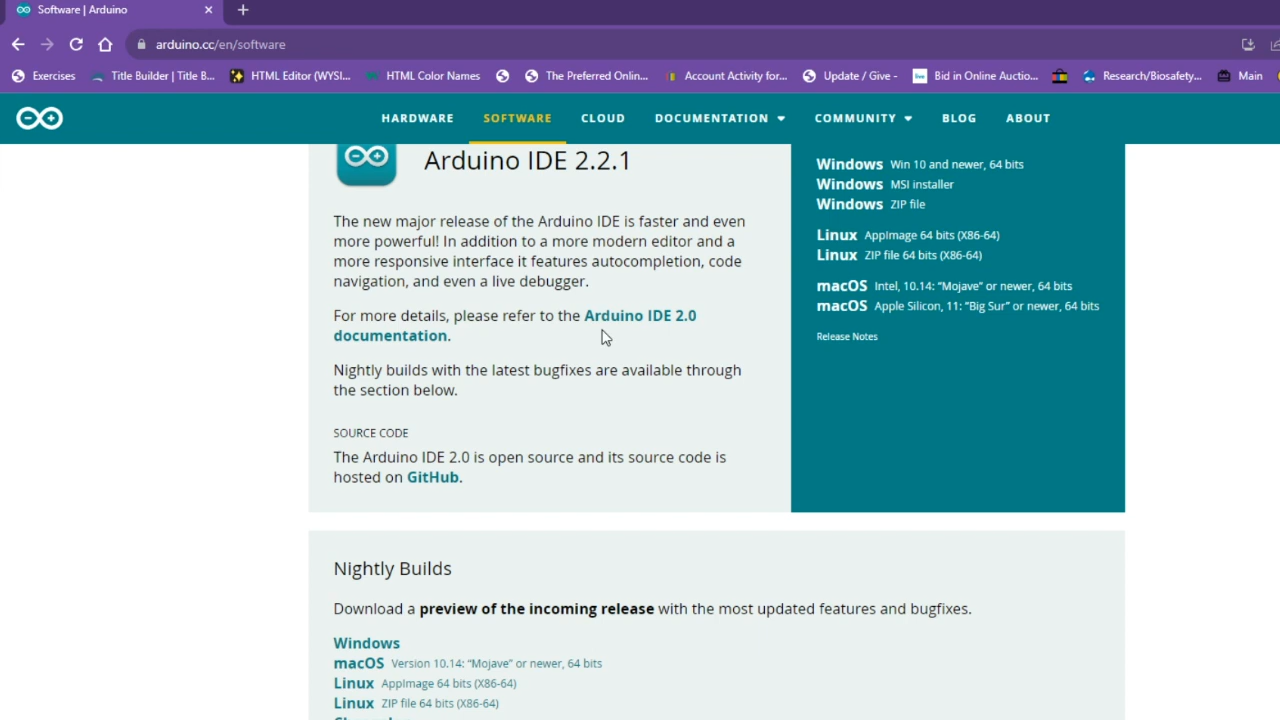 Software | Arduino
arduino.cc/en/software
Exercises Title Builder | Title B... HTML Editor (WYSI... HTML Color Names The Preferred Onlin... Account Activity for... Update / Give - Bid in Online Auctio... Research/Biosafety... Main
HARDWARE SOFTWARE CLOUD DOCUMENTATION COMMUNITY BLOG ABOUT
Arduino IDE 2.2.1
The new major release of the Arduino IDE is faster and even
more powerful! In addition to a more modern editor and a
more responsive interface it features autocompletion, code
navigation, and even a live debugger.
For more details, please refer to the Arduino IDE 2.0
documentation.
Nightly builds with the latest bugfixes are available through
the section below.
SOURCE CODE
The Arduino IDE 2.0 is open source and its source code is
hosted on GitHub.
Windows Win 10 and newer, 64 bits
Windows MSI installer
Windows ZIP file
Linux AppImage 64 bits (X86-64)
Linux ZIP file 64 bits (X86-64)
macOS Intel, 10.14: “Mojave” or newer, 64 bits
macOS Apple Silicon, 11: “Big Sur” or newer, 64 bits
Release Notes
Nightly Builds
Download a preview of the incoming release with the most updated features and bugfixes.
Windows
macOS Version 10.14: “Mojave” or newer, 64 bits
Linux AppImage 64 bits (X86-64)
Linux ZIP file 64 bits (X86-64)